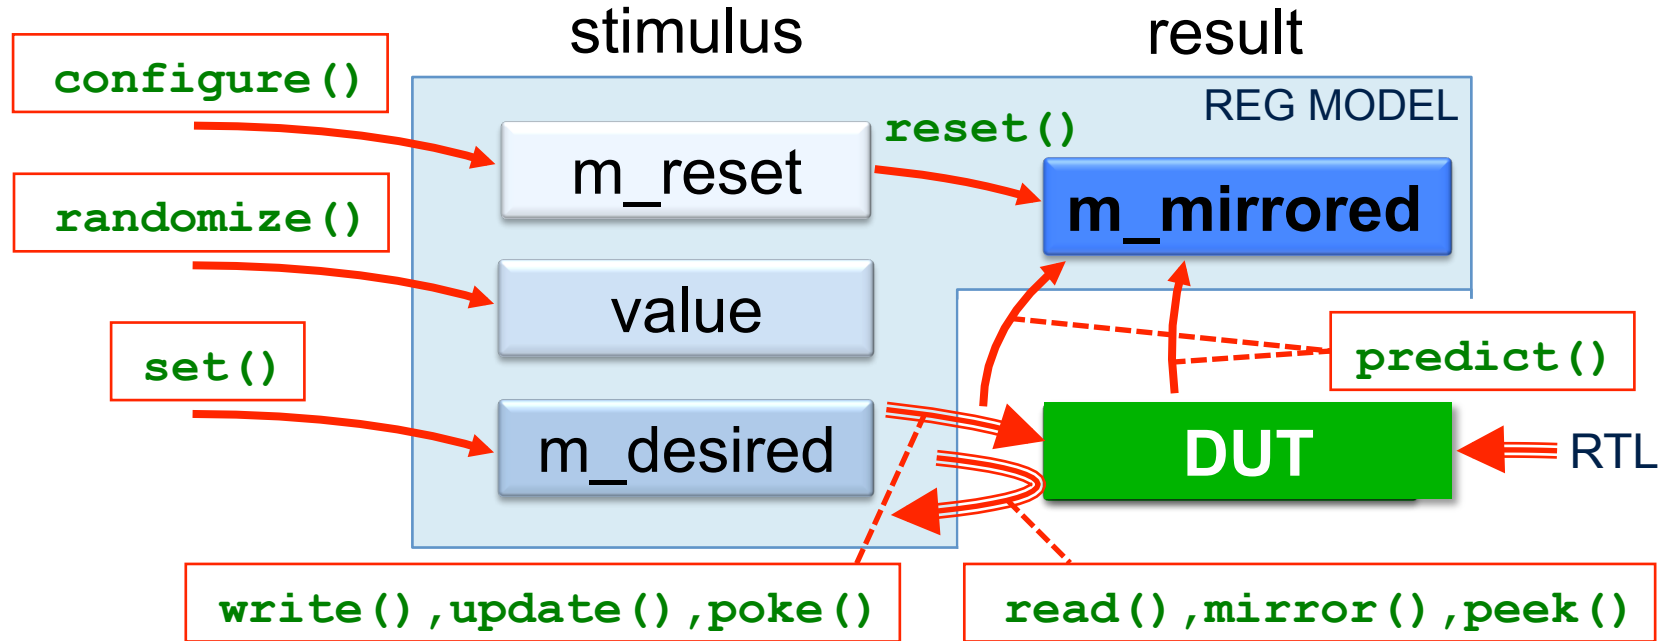 stimulus
result
configure()
REG MODEL
reset()
m_reset
m_mirrored
randomize()
value
set()
predict()
m_desired
DUT
RTL
write(),update(),poke()
read(),mirror(),peek()